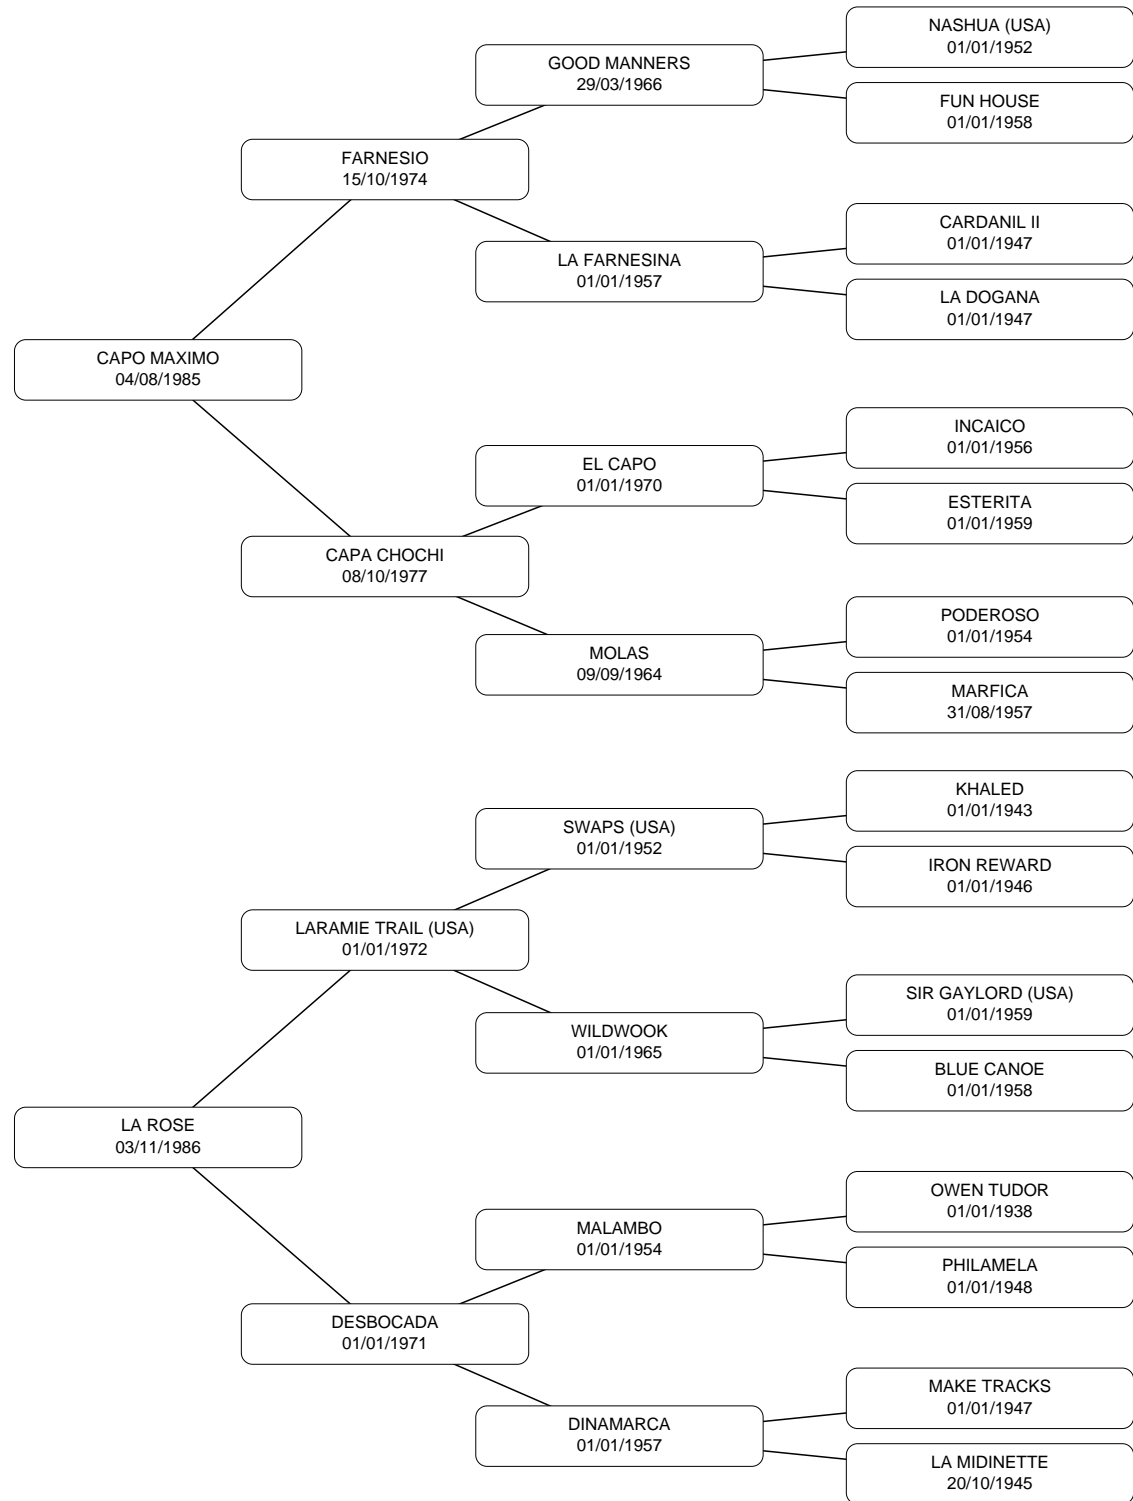 NASHUA (USA)
01/01/1952
GOOD MANNERS
29/03/1966
FUN HOUSE
01/01/1958
FARNESIO
15/10/1974
CARDANIL II
01/01/1947
LA FARNESINA
01/01/1957
LA DOGANA
01/01/1947
CAPO MAXIMO
04/08/1985
INCAICO
01/01/1956
EL CAPO
01/01/1970
ESTERITA
01/01/1959
CAPA CHOCHI
08/10/1977
PODEROSO
01/01/1954
MOLAS
09/09/1964
MARFICA
31/08/1957
KHALED
01/01/1943
SWAPS (USA)
01/01/1952
IRON REWARD
01/01/1946
LARAMIE TRAIL (USA)
01/01/1972
SIR GAYLORD (USA)
01/01/1959
WILDWOOK
01/01/1965
BLUE CANOE
01/01/1958
LA ROSE
03/11/1986
OWEN TUDOR
01/01/1938
MALAMBO
01/01/1954
PHILAMELA
01/01/1948
DESBOCADA
01/01/1971
MAKE TRACKS
01/01/1947
DINAMARCA
01/01/1957
LA MIDINETTE
20/10/1945